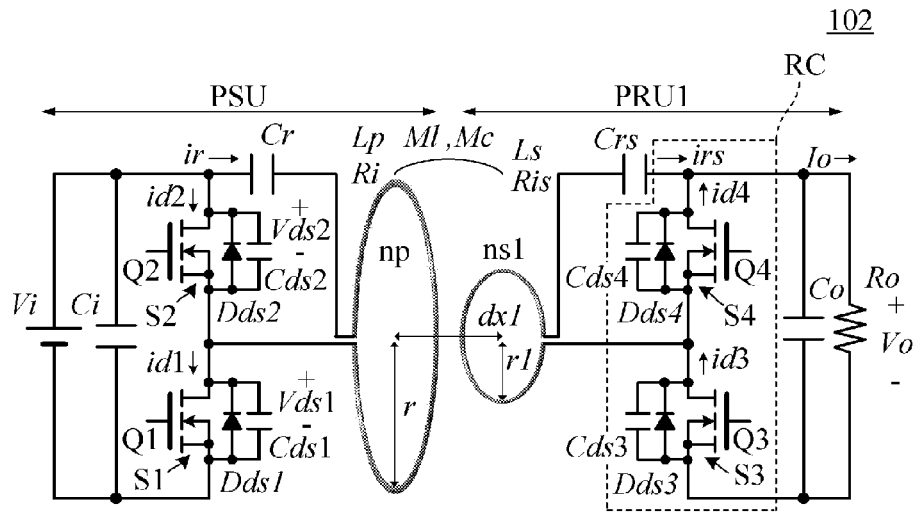 102
RC
PSU
PRU1
ir
Cr
Lp
Ml ,Mc
Ls
Crs
irs
Io
Ri
Ris
id2
+
Vds2
-
Cds2
Q2
S2
Dds2
np
ns1
id4
Cds4
Q4
S4
Dds4
Vi
Ci
Co
Ro
+
Vo
-
dx1
id1
+
Vds1
-
Cds1
Q1
S1
Dds1
r
r1
id3
Cds3
Q3
S3
Dds3